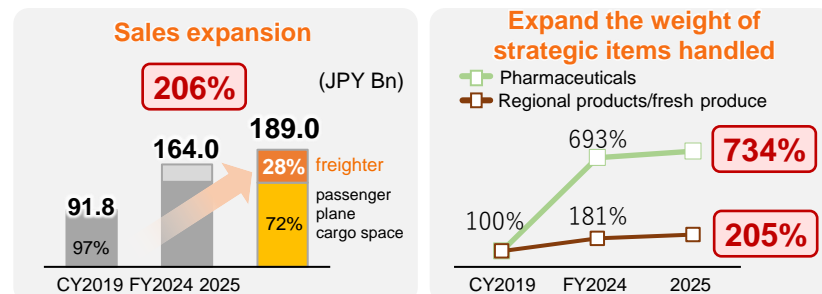 Sales expansion
206%
(JPY Bn)
91.8
164.0
189.0
97%
28%
freighter
72%
passenger
plane
cargo space
CY2019 FY2024 2025
Expand the weight of
strategic items handled
Pharmaceuticals
Regional products/fresh produce
693%
734%
100%
181%
205%
CY2019 FY2024 2025